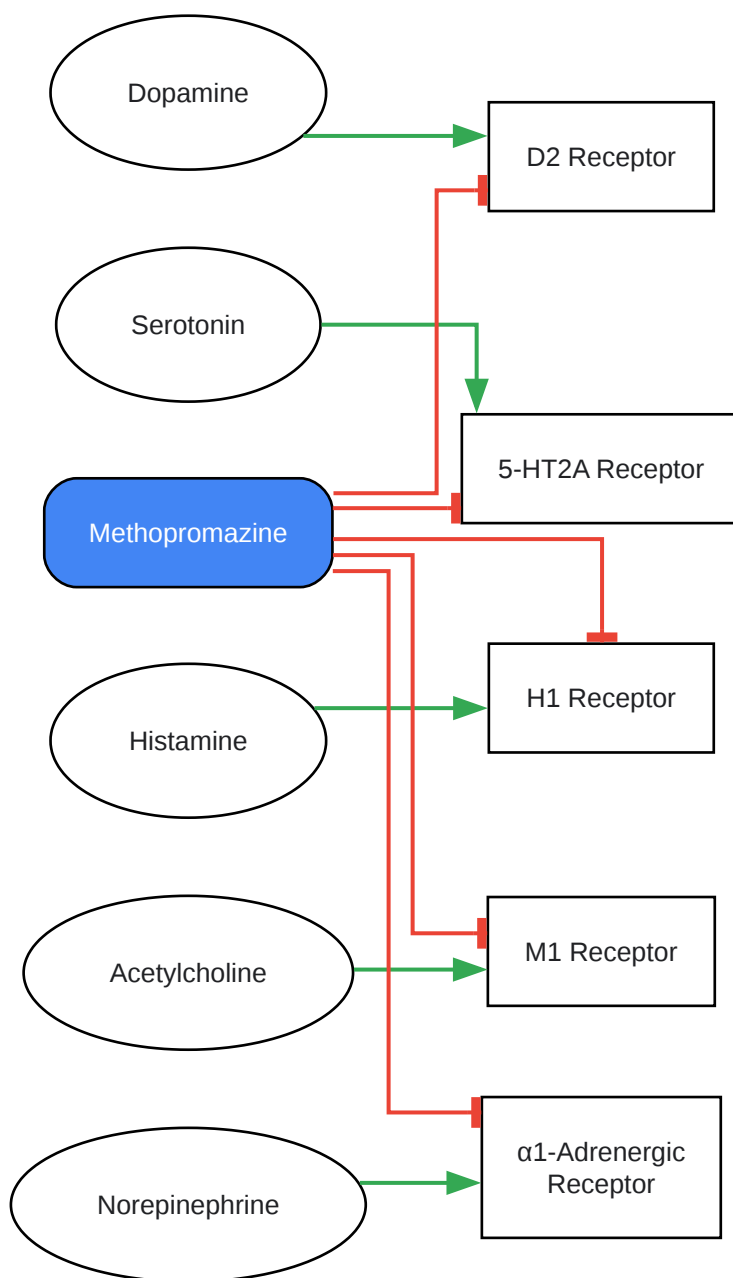 Dopamine
D2 Receptor
Serotonin
5-HT2A Receptor
Methopromazine
H1 Receptor
Histamine
Acetylcholine
M1 Receptor
α1-Adrenergic
Receptor
Norepinephrine